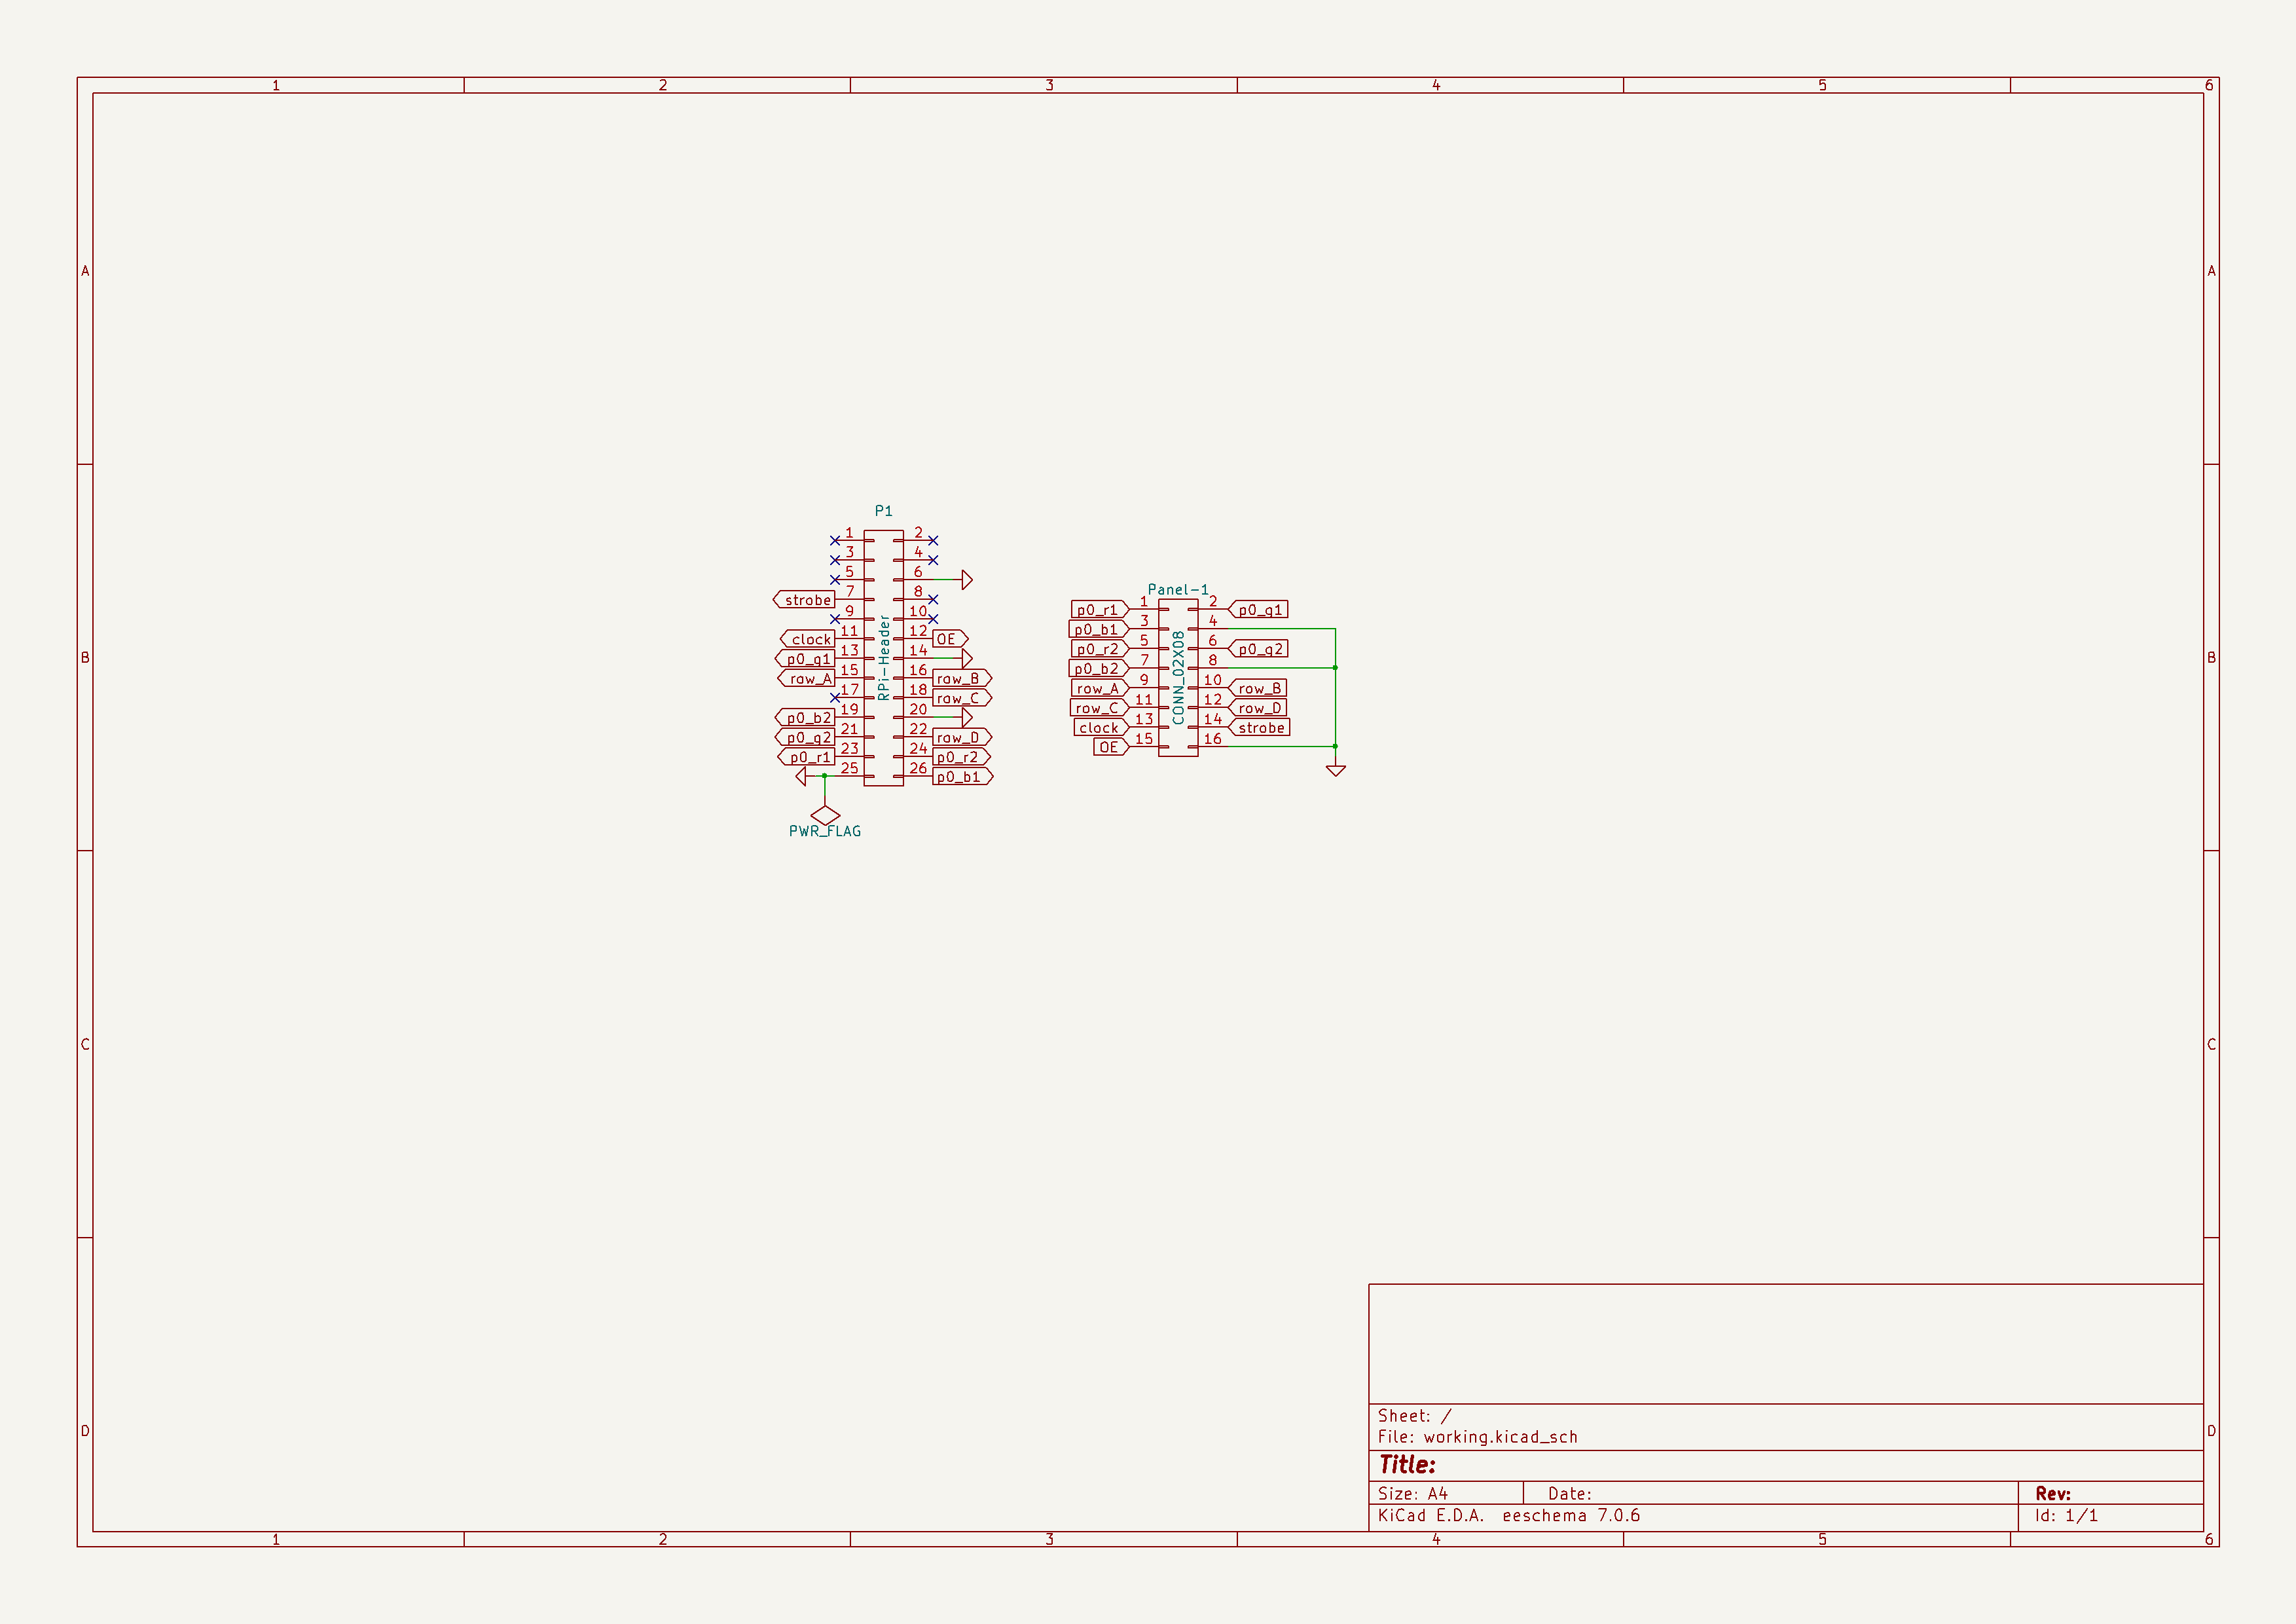 1 2 3 4 5 6
A A
B B
C C
D D
P1
RPi-Header
1 2
3 4
5 6
strobe 7 8
9 10
clock 11 12 OE
p0_g1 13 14
raw_A 15 16 raw_B
17 18 raw_C
p0_b2 19 20
p0_g2 21 22 raw_D
p0_r1 23 24 p0_r2
25 26 p0_b1
PWR_FLAG
Panel-1
CONN_02X08
p0_r1 1 2 p0_g1
p0_b1 3 4
p0_r2 5 6 p0_g2
p0_b2 7 8
row_A 9 10 row_B
row_C 11 12 row_D
clock 13 14 strobe
OE 15 16
Sheet: /
File: working.kicad_sch
Title:
Size: A4 Date: Rev:
KiCad E.D.A. eeschema 7.0.6 Id: 1/1
1 2 3 4 5 6